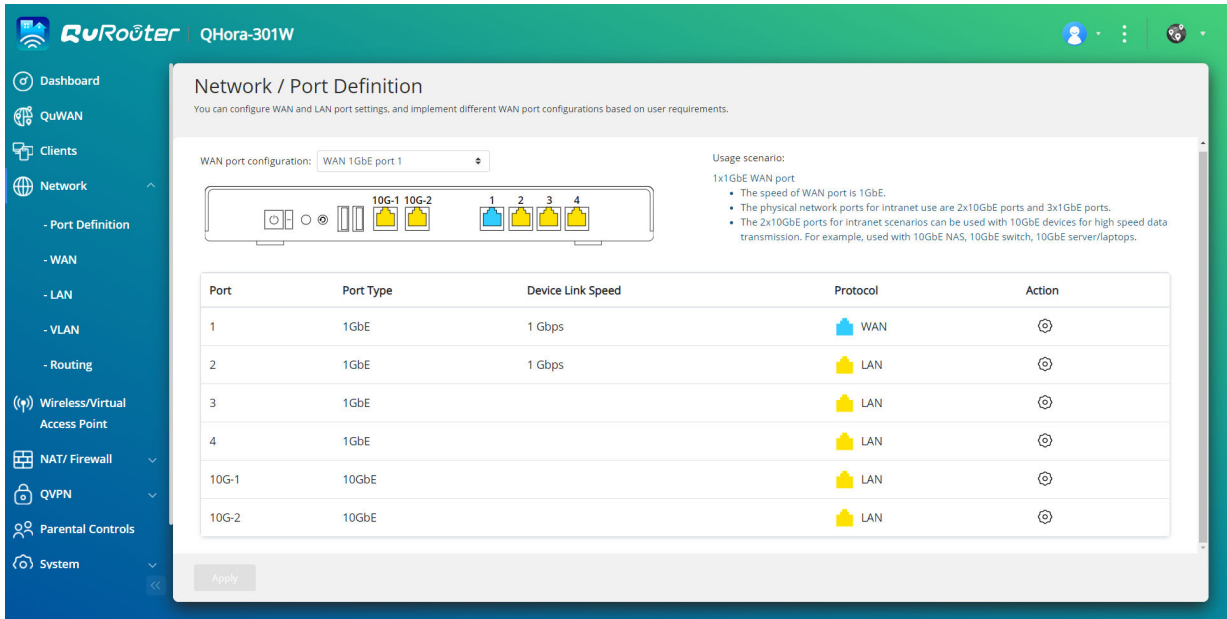 QuRoûter QHora-301W
Dashboard
QuWAN
Clients
Network
- Port Definition
- WAN
- LAN
- VLAN
- Routing
Wireless/Virtual
Access Point
NAT/ Firewall
QVPN
Parental Controls
System
Network / Port Definition
You can configure WAN and LAN port settings, and implement different WAN port configurations based on user requirements.
WAN port configuration: WAN 1GbE port 1
10G-1 10G-2 1 2 3 4
Usage scenario:
1x1GbE WAN port
• The speed of WAN port is 1GbE.
• The physical network ports for intranet use are 2x10GbE ports and 3x1GbE ports.
• The 2x10GbE ports for intranet scenarios can be used with 10GbE devices for high speed data
transmission. For example, used with 10GbE NAS, 10GbE switch, 10GbE server/laptops.
Port Port Type Device Link Speed Protocol Action
1 1GbE 1 Gbps WAN
2 1GbE 1 Gbps LAN
3 1GbE LAN
4 1GbE LAN
10G-1 10GbE LAN
10G-2 10GbE LAN
Apply